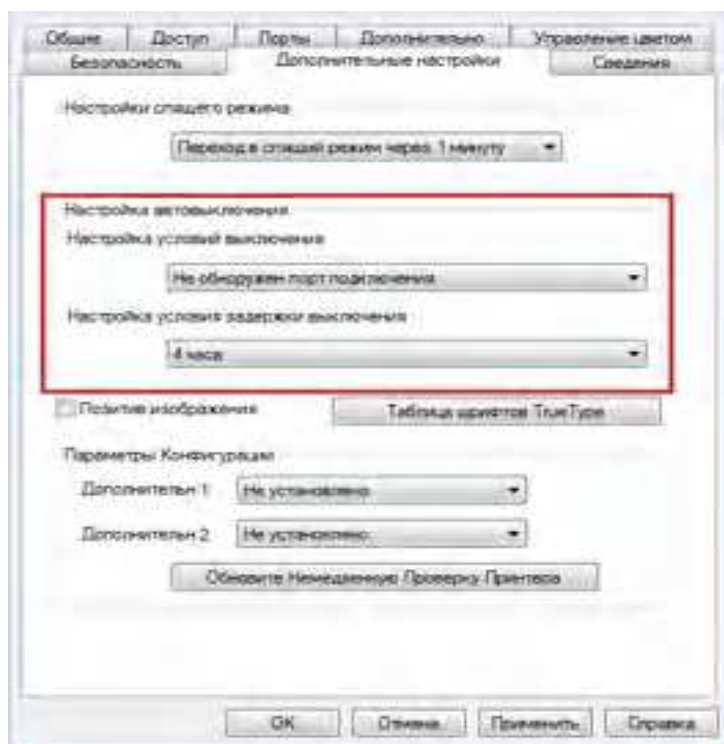 Общие Доступ Порты Дополнительно Управление цветом
Безопасность Дополнительные настройки Сведения
Настройки спящего режима
Переход в спящий режим через 1 минуту
Настройка автовыключения
Настройка условий выключения
Не обнаружен порт подключения
Настройка условия задержки выключения
4 часа
Позитив изображения Таблица шрифтов TrueType
Параметры Конфигурации
Дополнительн 1 Не установлено
Дополнительн 2 Не установлено
Обновите Немедленную Проверку Принтера
ОК Отмена Применить Справка